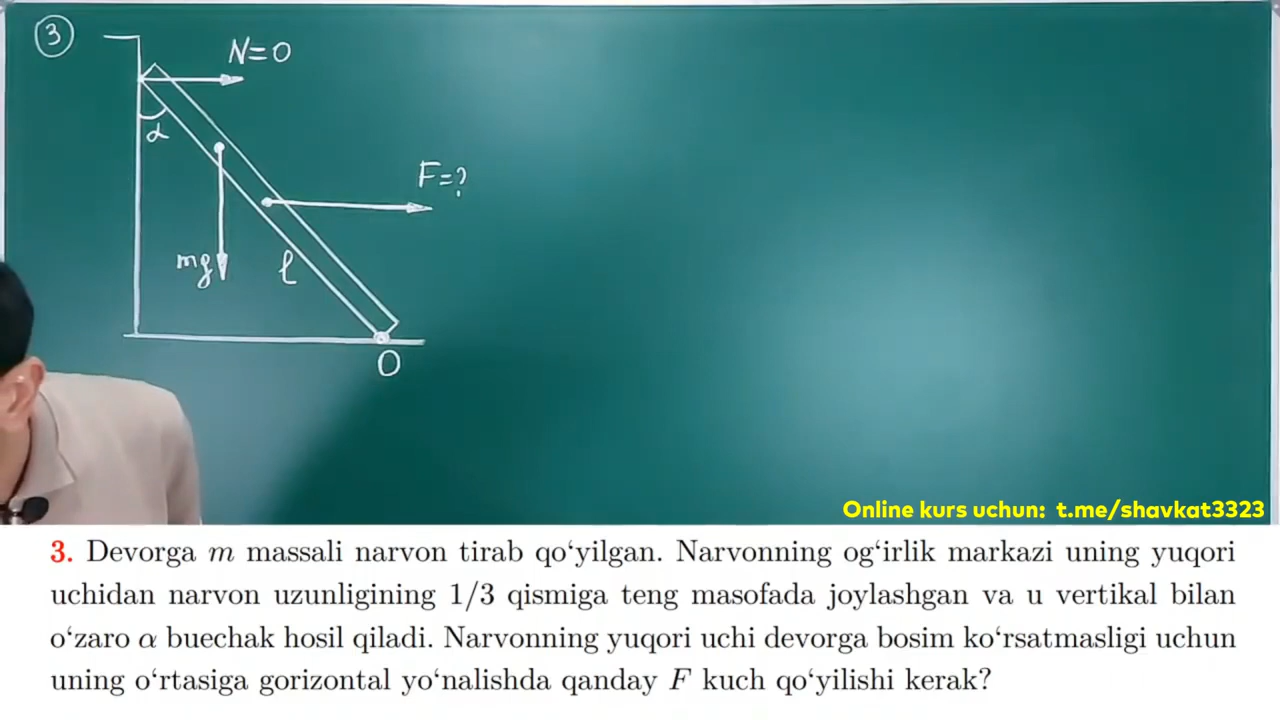 3
N=0
α
F=?
mg
l
O
Online kurs uchun: t.me/shavkat3323
3. Devorga m massali narvon tirab qo‘yilgan. Narvonning og‘irlik markazi uning yuqori
uchidan narvon uzunligining 1/3 qismiga teng masofada joylashgan va u vertikal bilan
o‘zaro α buechak hosil qiladi. Narvonning yuqori uchi devorga bosim ko‘rsatmasligi uchun
uning o‘rtasiga gorizontal yo‘nalishda qanday F kuch qo‘yilishi kerak?